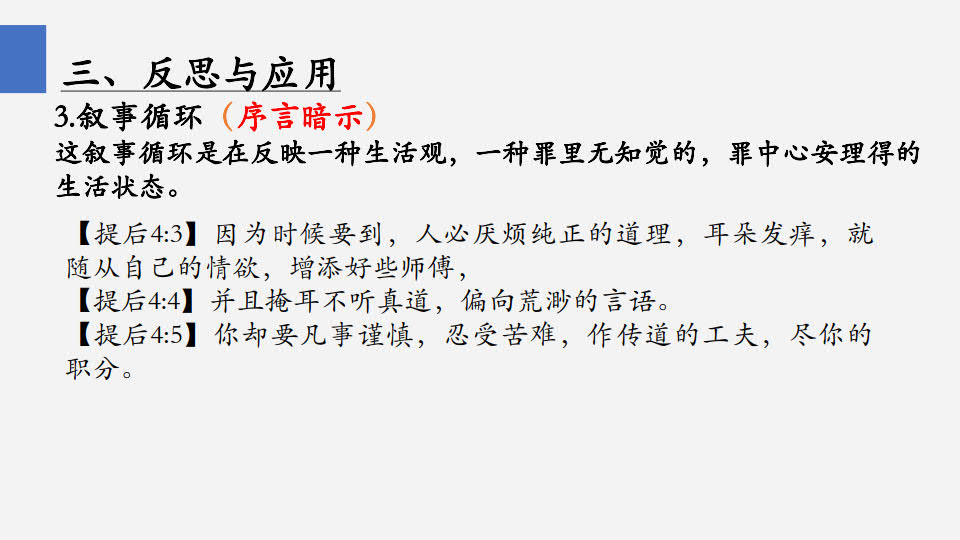 三、反思与应用
3.叙事循环（序言暗示）
这叙事循环是在反映一种生活观，一种罪里无知觉的，罪中心安理得的
生活状态。
【提后4:3】因为时候要到，人必厌烦纯正的道理，耳朵发痒，就
随从自己的情欲，增添好些师傅，
【提后4:4】并且掩耳不听真道，偏向荒渺的言语。
【提后4:5】你却要凡事谨慎，忍受苦难，作传道的工夫，尽你的
职分。